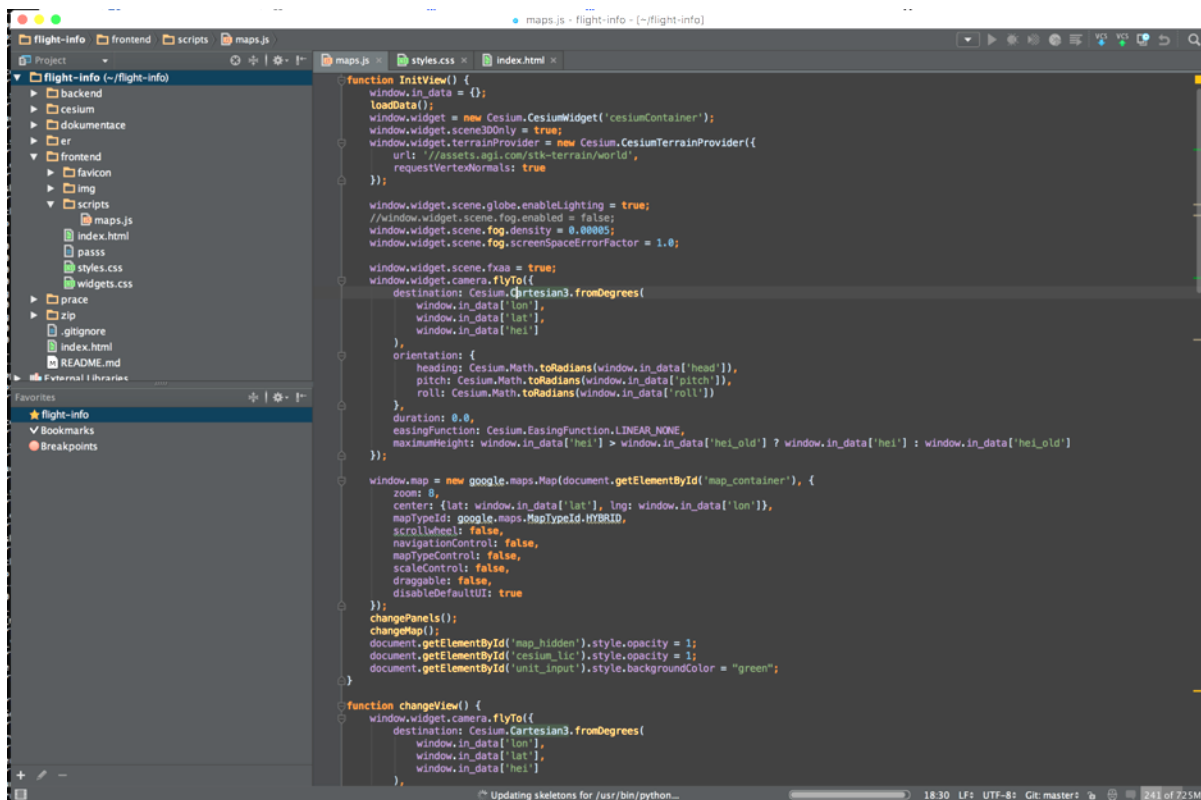 maps.js - flight-info - [~/flight-info]
flight-info frontend scripts maps.js
Project
maps.js × styles.css × index.html ×
flight-info (~/flight-info)
backend
cesium
dokumentace
er
frontend
favicon
img
scripts
maps.js
index.html
passs
styles.css
widgets.css
prace
zip
.gitignore
index.html
README.md
External Libraries
Favorites
flight-info
Bookmarks
Breakpoints
function InitView() {
window.in_data = {};
loadData();
window.widget = new Cesium.CesiumWidget('cesiumContainer');
window.widget.scene3DOnly = true;
window.widget.terrainProvider = new Cesium.CesiumTerrainProvider({
url: '//assets.agi.com/stk-terrain/world',
requestVertexNormals: true
});
window.widget.scene.globe.enableLighting = true;
//window.widget.scene.fog.enabled = false;
window.widget.scene.fog.density = 0.00005;
window.widget.scene.fog.screenSpaceErrorFactor = 1.0;
window.widget.scene.fxaa = true;
window.widget.camera.flyTo({
destination: Cesium.Cartesian3.fromDegrees(
window.in_data['lon'],
window.in_data['lat'],
window.in_data['hei']
),
orientation: {
heading: Cesium.Math.toRadians(window.in_data['head']),
pitch: Cesium.Math.toRadians(window.in_data['pitch']),
roll: Cesium.Math.toRadians(window.in_data['roll'])
},
duration: 0.0,
easingFunction: Cesium.EasingFunction.LINEAR_NONE,
maximumHeight: window.in_data['hei'] > window.in_data['hei_old'] ? window.in_data['hei'] : window.in_data['hei_old']
});
window.map = new google.maps.Map(document.getElementById('map_container'), {
zoom: 8,
center: {lat: window.in_data['lat'], lng: window.in_data['lon']},
mapTypeId: google.maps.MapTypeId.HYBRID,
scrollwheel: false,
navigationControl: false,
mapTypeControl: false,
scaleControl: false,
draggable: false,
disableDefaultUI: true
});
changePanels();
changeMap();
document.getElementById('map_hidden').style.opacity = 1;
document.getElementById('cesium_lic').style.opacity = 1;
document.getElementById('unit_input').style.backgroundColor = "green";
}
function changeView() {
window.widget.camera.flyTo({
destination: Cesium.Cartesian3.fromDegrees(
window.in_data['lon'],
window.in_data['lat'],
window.in_data['hei']
),
Updating skeletons for /usr/bin/python... 18:30 LF÷ UTF-8÷ Git: master÷ 241 of 725M